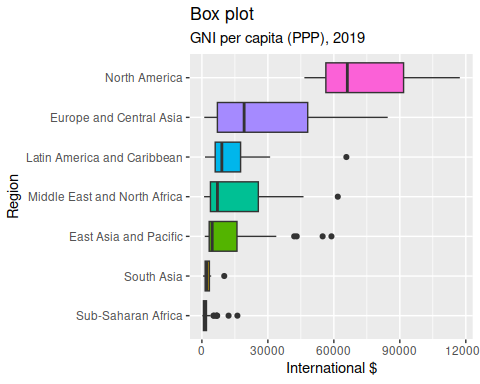 Box plot
GNI per capita (PPP), 2019
North America
Europe and Central Asia
Latin America and Caribbean
Middle East and North Africa
East Asia and Pacific
South Asia
Sub-Saharan Africa
Region
0 30000 60000 90000 120000
International $